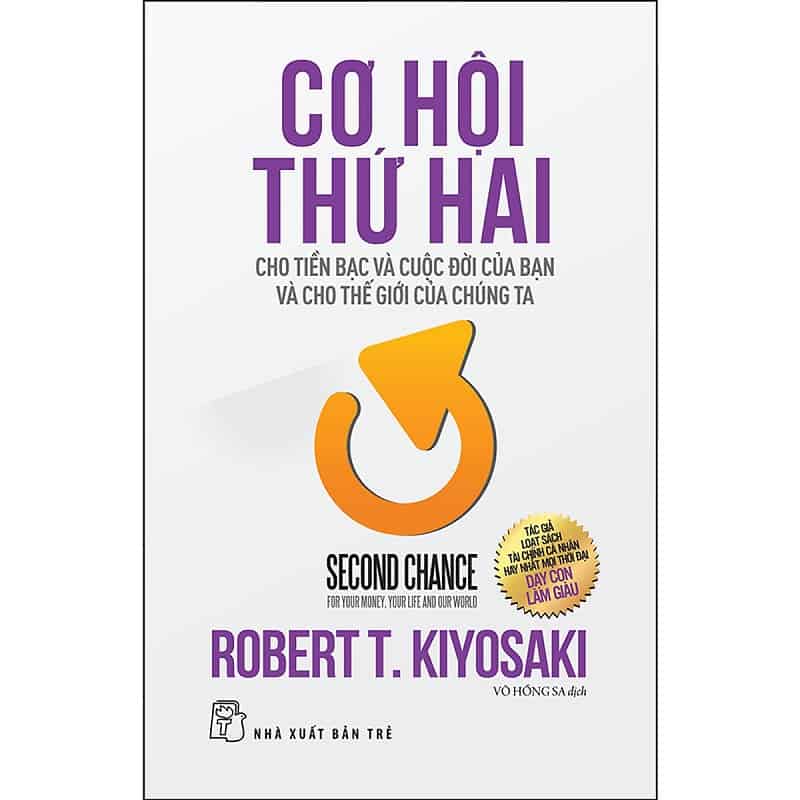 CƠ HỘI
THỨ HAI
CHO TIỀN BẠC VÀ CUỘC ĐỜI CỦA BẠN
VÀ CHO THẾ GIỚI CỦA CHÚNG TA
SECOND CHANCE
FOR YOUR MONEY, YOUR LIFE AND OUR WORLD
TÁC GIẢ
LOẠT SÁCH
TÀI CHÍNH CÁ NHÂN
HAY NHẤT MỌI THỜI ĐẠI
DẠY CON
LÀM GIÀU
ROBERT T. KIYOSAKI
VÕ HỒNG SA dịch
T
NHÀ XUẤT BẢN TRẺ